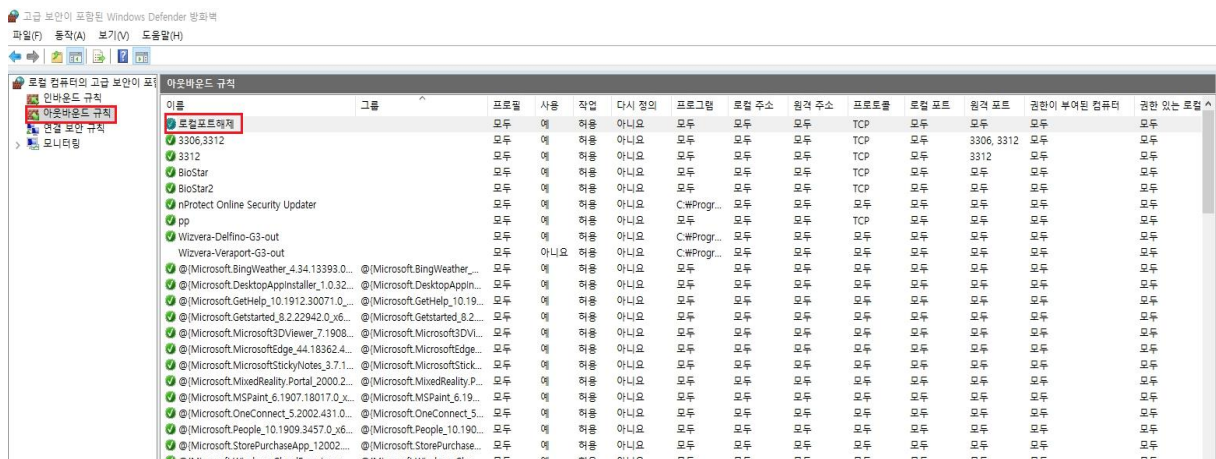 고급 보안이 포함된 Windows Defender 방화벽
파일(F) 동작(A) 보기(V) 도움말(H)
로컬 컴퓨터의 고급 보안이 포
인바운드 규칙
아웃바운드 규칙
연결 보안 규칙
모니터링
아웃바운드 규칙
이름 그룹 프로필 사용 작업 다시 정의 프로그램 로컬 주소 원격 주소 프로토콜 로컬 포트 원격 포트 권한이 부여된 컴퓨터 권한 있는 로컬
로컬포트해제 모두 예 허용 아니요 모두 모두 모두 TCP 모두 모두 모두 모두
3306,3312 모두 예 허용 아니요 모두 모두 모두 TCP 모두 3306, 3312 모두 모두
3312 모두 예 허용 아니요 모두 모두 모두 TCP 모두 3312 모두 모두
BioStar 모두 예 허용 아니요 모두 모두 모두 TCP 모두 모두 모두 모두
BioStar2 모두 예 허용 아니요 모두 모두 모두 TCP 모두 모두 모두 모두
nProtect Online Security Updater 모두 예 허용 아니요 C:₩Progr... 모두 모두 모두 모두 모두 모두 모두
pp 모두 예 허용 아니요 모두 모두 모두 TCP 모두 모두 모두 모두
Wizvera-Delfino-G3-out 모두 예 허용 아니요 C:₩Progr... 모두 모두 모두 모두 모두 모두 모두
Wizvera-Veraport-G3-out 모두 아니요 허용 아니요 C:₩Progr... 모두 모두 모두 모두 모두 모두 모두
@{Microsoft.BingWeather_4.34.13393.0... @{Microsoft.BingWeather_... 모두 예 허용 아니요 모두 모두 모두 모두 모두 모두 모두 모두
@{Microsoft.DesktopAppInstaller_1.0.32... @{Microsoft.DesktopAppIn... 모두 예 허용 아니요 모두 모두 모두 모두 모두 모두 모두 모두
@{Microsoft.GetHelp_10.1912.30071.0_... @{Microsoft.GetHelp_10.19... 모두 예 허용 아니요 모두 모두 모두 모두 모두 모두 모두 모두
@{Microsoft.Getstarted_8.2.22942.0_x6... @{Microsoft.Getstarted_8.2.... 모두 예 허용 아니요 모두 모두 모두 모두 모두 모두 모두 모두
@{Microsoft.Microsoft3DViewer_7.1908... @{Microsoft.Microsoft3DVi... 모두 예 허용 아니요 모두 모두 모두 모두 모두 모두 모두 모두
@{Microsoft.MicrosoftEdge_44.18362.4... @{Microsoft.MicrosoftEdge... 모두 예 허용 아니요 모두 모두 모두 모두 모두 모두 모두 모두
@{Microsoft.MicrosoftStickyNotes_3.7.1... @{Microsoft.MicrosoftStick... 모두 예 허용 아니요 모두 모두 모두 모두 모두 모두 모두 모두
@{Microsoft.MixedReality.Portal_2000.2... @{Microsoft.MixedReality.P... 모두 예 허용 아니요 모두 모두 모두 모두 모두 모두 모두 모두
@{Microsoft.MSPaint_6.1907.18017.0_x... @{Microsoft.MSPaint_6.19... 모두 예 허용 아니요 모두 모두 모두 모두 모두 모두 모두 모두
@{Microsoft.OneConnect_5.2002.431.0... @{Microsoft.OneConnect_5... 모두 예 허용 아니요 모두 모두 모두 모두 모두 모두 모두 모두
@{Microsoft.People_10.1909.3457.0_x6... @{Microsoft.People_10.190... 모두 예 허용 아니요 모두 모두 모두 모두 모두 모두 모두 모두
@{Microsoft.StorePurchaseApp_12002.... @{Microsoft.StorePurchase... 모두 예 허용 아니요 모두 모두 모두 모두 모두 모두 모두 모두